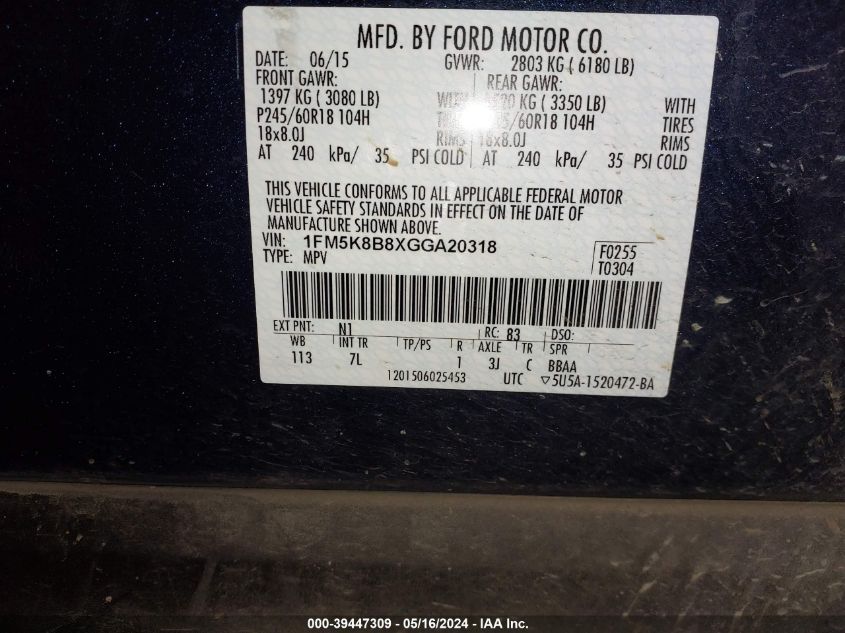 MFD. BY FORD MOTOR CO.
DATE: 06/15 GVWR: 2803 KG ( 6180 LB)
FRONT GAWR: REAR GAWR:
1397 KG ( 3080 LB) WITH KG ( 3350 LB) WITH
P245/60R18 104H /60R18 104H TIRES
18x8.0J RIMS 18x8.0J RIMS
AT 240 kPa/ 35 PSI COLD AT 240 kPa/ 35 PSI COLD
THIS VEHICLE CONFORMS TO ALL APPLICABLE FEDERAL MOTOR
VEHICLE SAFETY STANDARDS IN EFFECT ON THE DATE OF
MANUFACTURE SHOWN ABOVE.
VIN: 1FM5K8B8XGGA20318 F0255
TYPE: MPV T0304
EXT PNT: N1 RC: 83 DSO:
WB INT TR TP/PS R AXLE TR SPR
113 7L 1 3J C BBAA
1201506025453 UTC ▽5U5A-1520472-BA
000-39447309 - 05/16/2024 - IAA Inc.